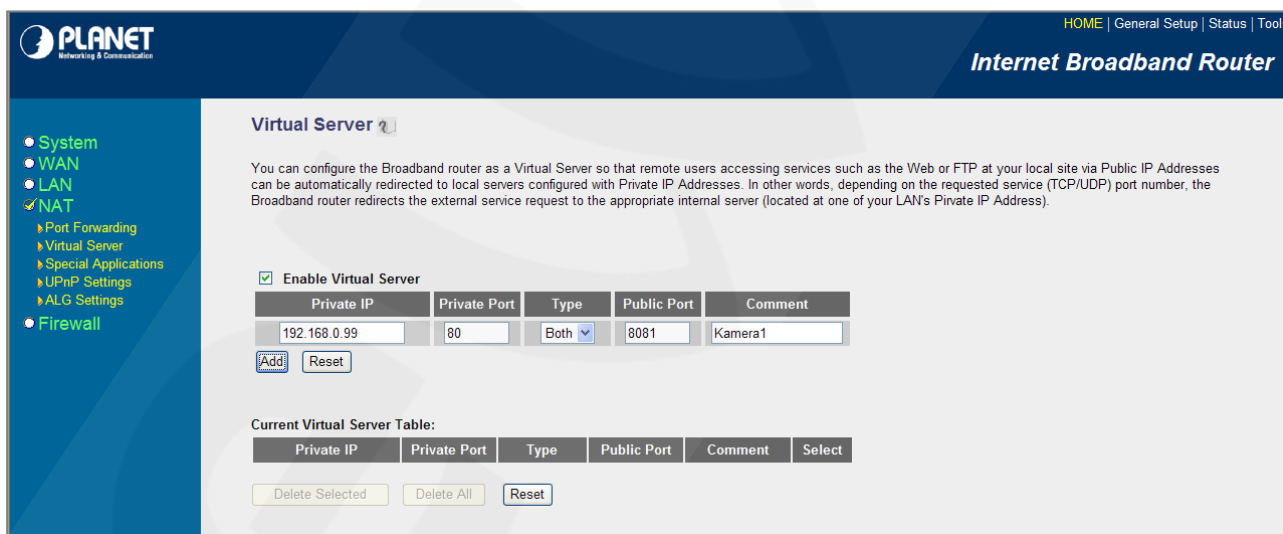 PLANET
Networking & Communication
HOME | General Setup | Status | Tool
Internet Broadband Router
System
WAN
LAN
NAT
Port Forwarding
Virtual Server
Special Applications
UPnP Settings
ALG Settings
Firewall
Virtual Server
You can configure the Broadband router as a Virtual Server so that remote users accessing services such as the Web or FTP at your local site via Public IP Addresses
can be automatically redirected to local servers configured with Private IP Addresses. In other words, depending on the requested service (TCP/UDP) port number, the
Broadband router redirects the external service request to the appropriate internal server (located at one of your LAN's Pivate IP Address).
Enable Virtual Server
Private IP Private Port Type Public Port Comment
192.168.0.99 80 Both 8081 Kamera1
Add Reset
Current Virtual Server Table:
Private IP Private Port Type Public Port Comment Select
Delete Selected Delete All Reset